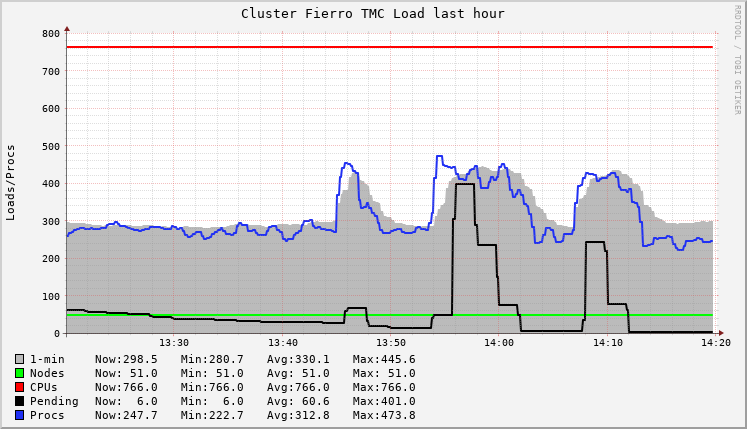 Cluster Fierro TMC Load last hour
RRDTOOL / TOBI OETIKER
Loads/Procs
800
700
600
500
400
300
200
100
0
13:30 13:40 13:50 14:00 14:10 14:20
1-min Now:298.5 Min:280.7 Avg:330.1 Max:445.6
Nodes Now: 51.0 Min: 51.0 Avg: 51.0 Max: 51.0
CPUs Now:766.0 Min:766.0 Avg:766.0 Max:766.0
Pending Now: 6.0 Min: 6.0 Avg: 60.6 Max:401.0
Procs Now:247.7 Min:222.7 Avg:312.8 Max:473.8